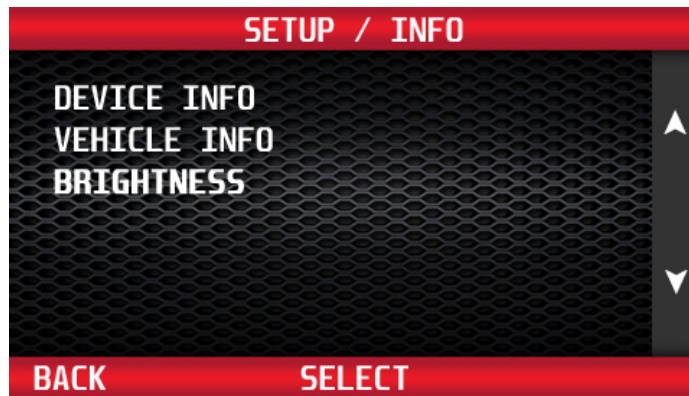 SETUP / INFO
DEVICE INFO
VEHICLE INFO
BRIGHTNESS
BACK SELECT